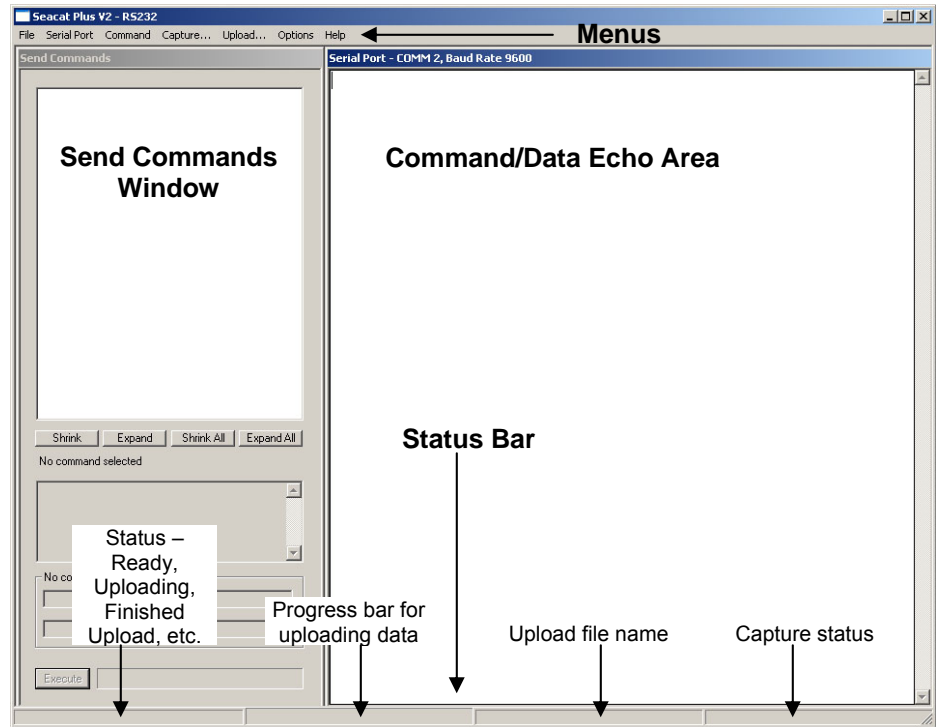 Seacat Plus V2 - RS232
File Serial Port Command Capture... Upload... Options Help
Menus
Send Commands
Serial Port - COMM 2, Baud Rate 9600
Send Commands
Window
Command/Data Echo Area
Shrink Expand Shrink All Expand All
No command selected
Status Bar
Status –
Ready,
Uploading,
Finished
Upload, etc.
No co
Progress bar for
uploading data
Upload file name
Capture status
Execute